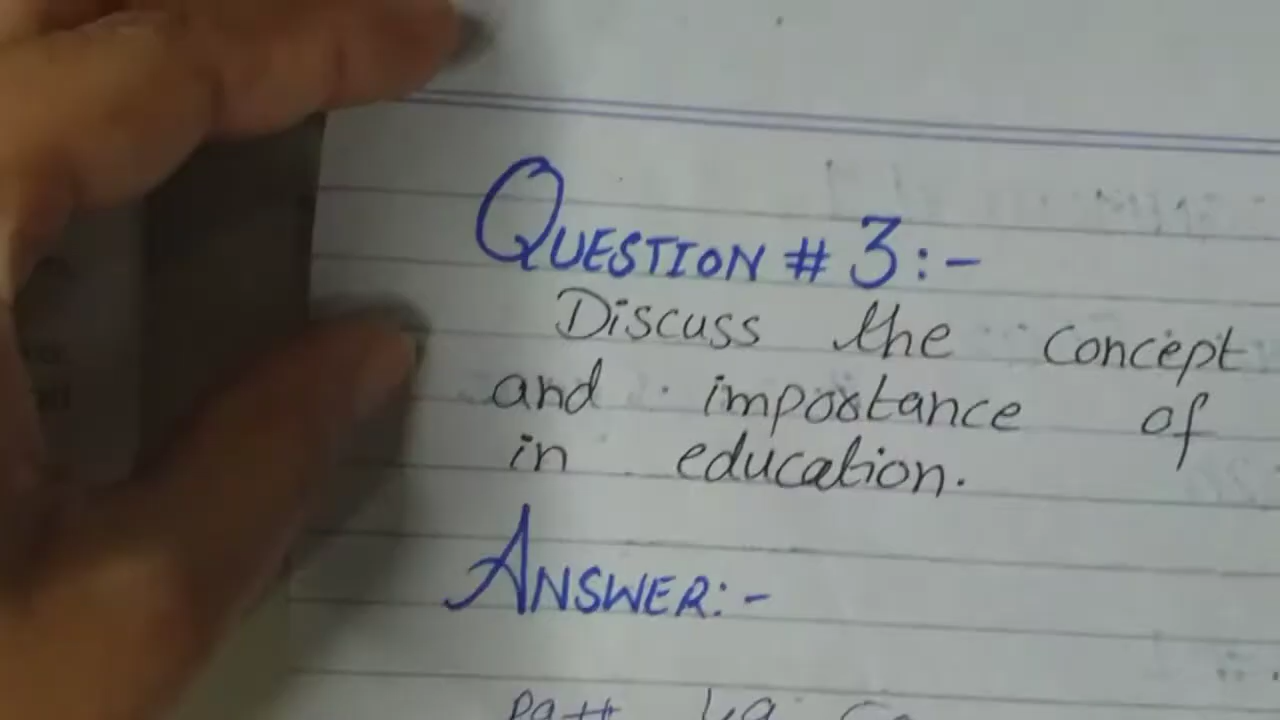 QUESTION # 3:-
Discuss the concept
and importance of
in education.
ANSWER:-